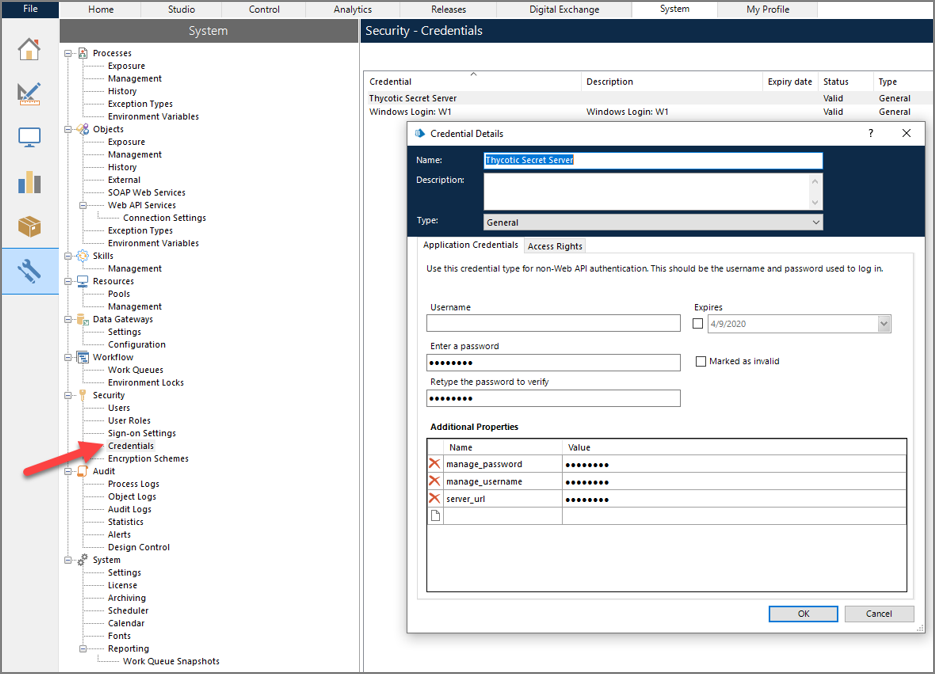 File Home Studio Control Analytics Releases Digital Exchange System My Profile
System
Processes
Exposure
Management
History
Exception Types
Environment Variables
Objects
Exposure
Management
History
External
SOAP Web Services
Web API Services
Connection Settings
Exception Types
Environment Variables
Skills
Management
Resources
Pools
Management
Data Gateways
Settings
Configuration
Workflow
Work Queues
Environment Locks
Security
Users
User Roles
Sign-on Settings
Credentials
Encryption Schemes
Audit
Process Logs
Object Logs
Audit Logs
Statistics
Alerts
Design Control
System
Settings
License
Archiving
Scheduler
Calendar
Fonts
Reporting
Work Queue Snapshots
Security - Credentials
Credential Description Expiry date Status Type
Thycotic Secret Server Valid General
Windows Login: W1 Windows Login: W1 Valid General
Credential Details ?
Name: Thycotic Secret Server
Description:
Type: General
Application Credentials Access Rights
Use this credential type for non-Web API authentication. This should be the username and password used to log in.
Username Expires
4/9/2020
Enter a password
●●●●●●●● Marked as invalid
Retype the password to verify
●●●●●●●●
Additional Properties
Name Value
manage_password ●●●●●●●●
manage_username ●●●●●●●●
server_url ●●●●●●●●
OK Cancel